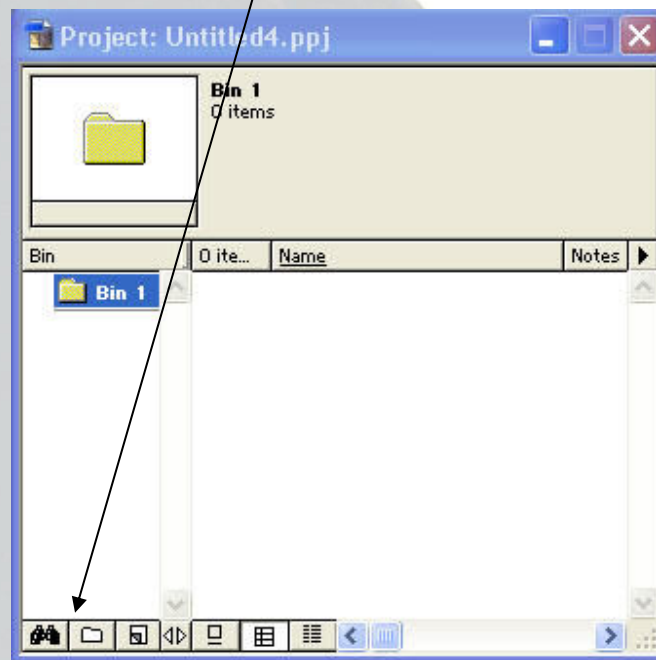 Project: Untitled4.ppj
Bin 1
0 items
Bin 0 ite... Name Notes
Bin 1